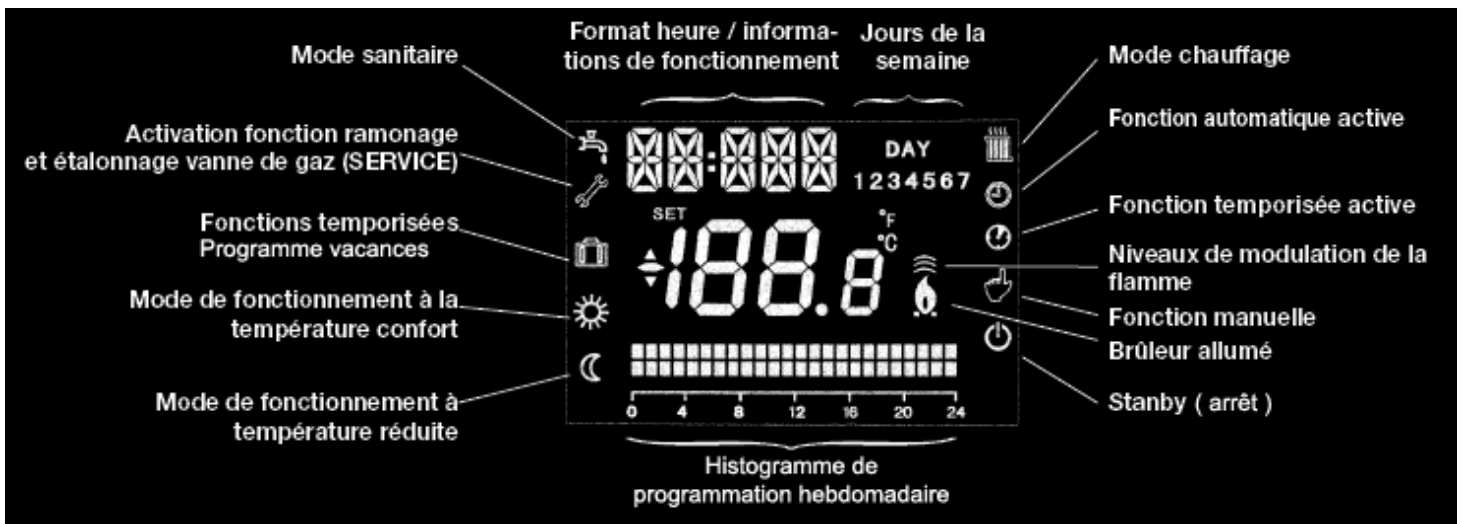 Mode sanitaire
Activation fonction ramonage
et étalonnage vanne de gaz (SERVICE)
Fonctions temporisées
Programme vacances
Mode de fonctionnement à la
température confort
Mode de fonctionnement à
température réduite
Format heure / informa-
tions de fonctionnement
Jours de la
semaine
88:888
DAY
1234567
SET
188.8
°F
°C
0 4 8 12 16 20 24
Histogramme de
programmation hebdomadaire
Mode chauffage
Fonction automatique active
Fonction temporisée active
Niveaux de modulation de la
flamme
Fonction manuelle
Brûleur allumé
Stanby ( arrêt )